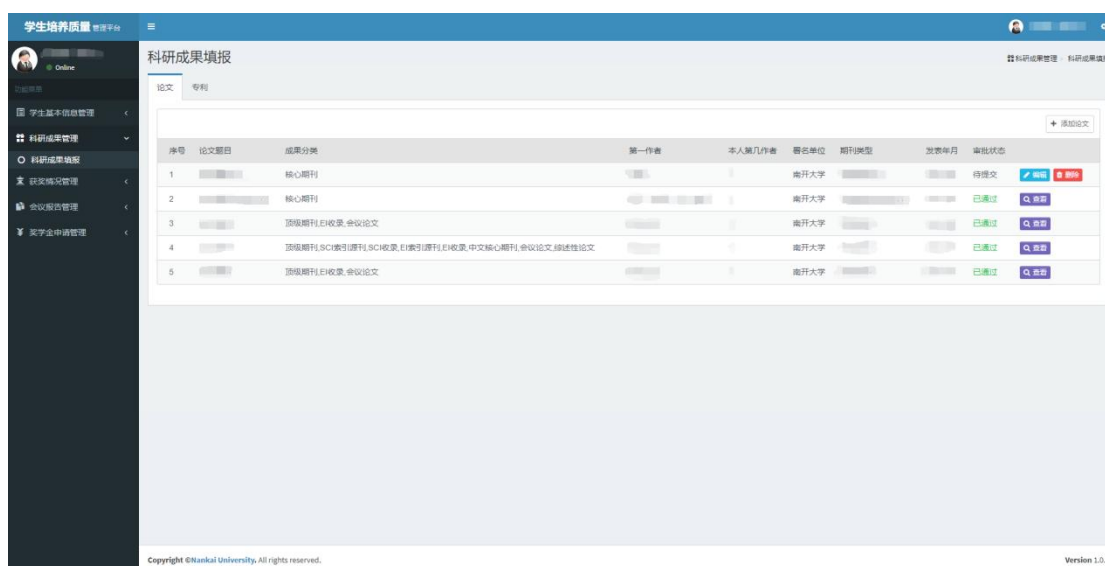 学生培养质量 管理平台
Online
功能菜单
学生基本信息管理
科研成果管理
科研成果填报
获奖情况管理
会议报告管理
奖学金申请管理
科研成果填报
科研成果管理 科研成果填报
论文 专利
+ 添加论文
序号 论文题目 成果分类 第一作者 本人第几作者 署名单位 期刊类型 发表年月 审批状态
1 核心期刊 南开大学 待提交 编辑 删除
2 核心期刊 南开大学 已通过 查看
3 顶级期刊,EI收录,会议论文 南开大学 已通过 查看
4 顶级期刊,SCI索引源刊,SCI收录,EI索引源刊,EI收录,中文核心期刊,会议论文,综述性论文 南开大学 已通过 查看
5 顶级期刊,EI收录,会议论文 南开大学 已通过 查看
Copyright ©Nankai University. All rights reserved.
Version 1.0.